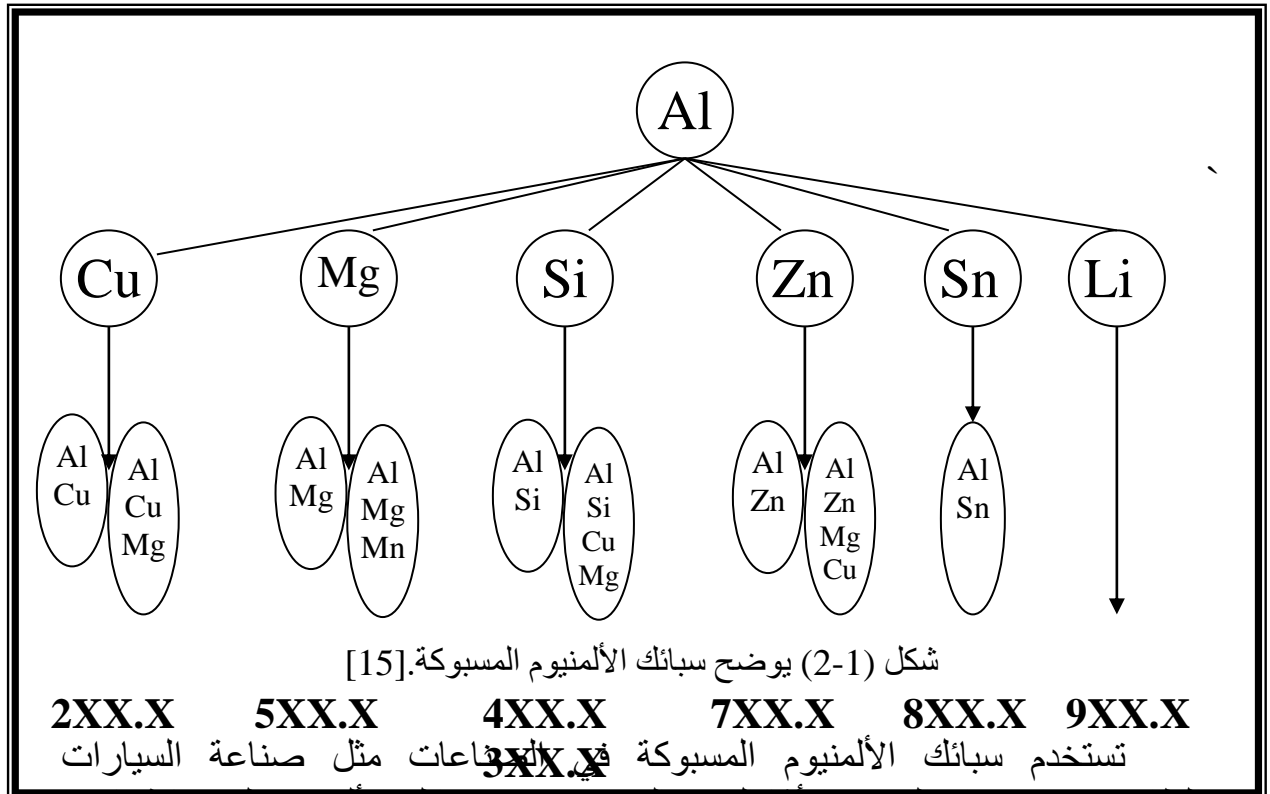 Al
`
Cu Mg Si Zn Sn Li
Al
Cu
Al
Cu
Mg
Al
Mg
Al
Mg
Mn
Al
Si
Al
Si
Cu
Mg
Al
Zn
Al
Zn
Mg
Cu
Al
Sn
شكل (1-2) يوضح سبائك الألمنيوم المسبوكة.[15]
2XX.X 5XX.X 4XX.X 7XX.X 8XX.X 9XX.X
3XX.X
تستخدم سبائك الألمنيوم المسبوكة في الصناعات مثل صناعة السيارات